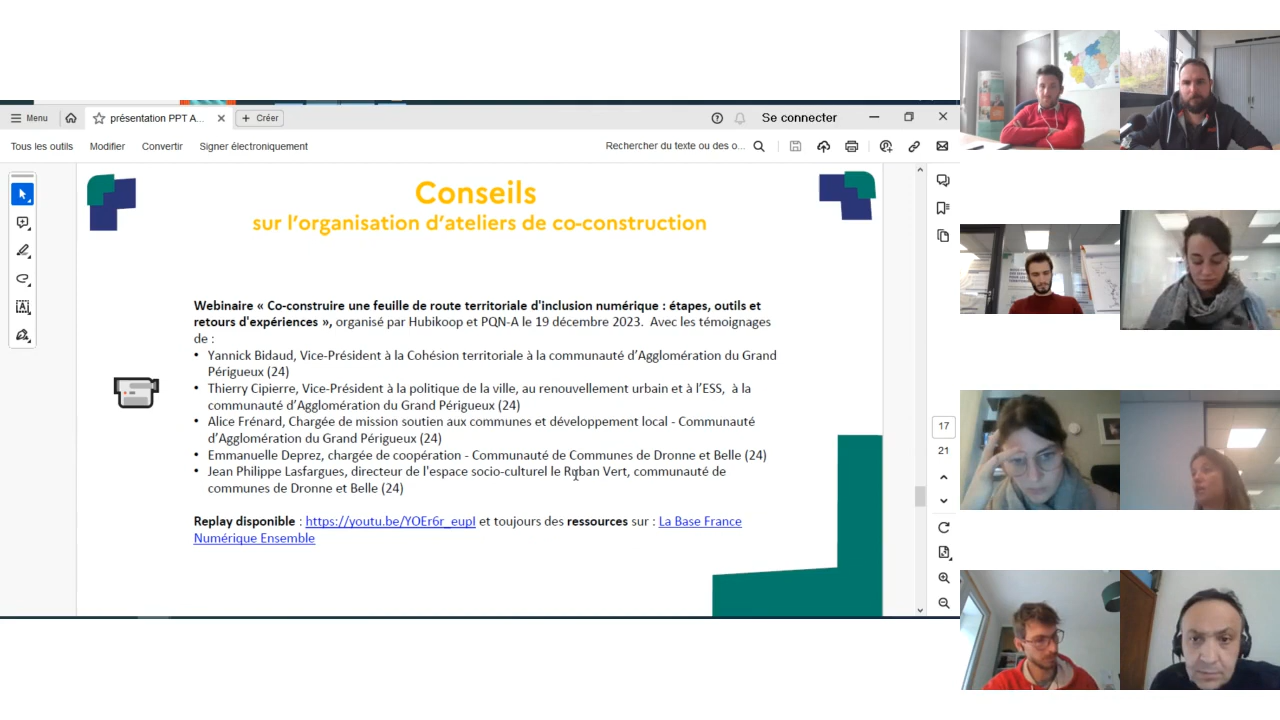 Menu
présentation PPT A...
Créer
Se connecter
Tous les outils
Modifier
Convertir
Signer électroniquement
Rechercher du texte ou des o...
Conseils
sur l'organisation d'ateliers de co-construction
Webinaire « Co-construire une feuille de route territoriale d'inclusion numérique : étapes, outils et
retours d'expériences », organisé par Hubikoop et PQN-A le 19 décembre 2023. Avec les témoignages
de :
• Yannick Bidaud, Vice-Président à la Cohésion territoriale à la communauté d'Agglomération du Grand
Périgueux (24)
• Thierry Cipierre, Vice-Président à la politique de la ville, au renouvellement urbain et à l'ESS, à la
communauté d'Agglomération du Grand Périgueux (24)
• Alice Frénard, Chargée de mission soutien aux communes et développement local - Communauté
d'Agglomération du Grand Périgueux (24)
• Emmanuelle Deprez, chargée de coopération - Communauté de Communes de Dronne et Belle (24)
• Jean Philippe Lasfargues, directeur de l'espace socio-culturel le Ruban Vert, communauté de
communes de Dronne et Belle (24)
Replay disponible : https://youtu.be/YOEr6r_eupI et toujours des ressources sur : La Base France
Numérique Ensemble
17
21